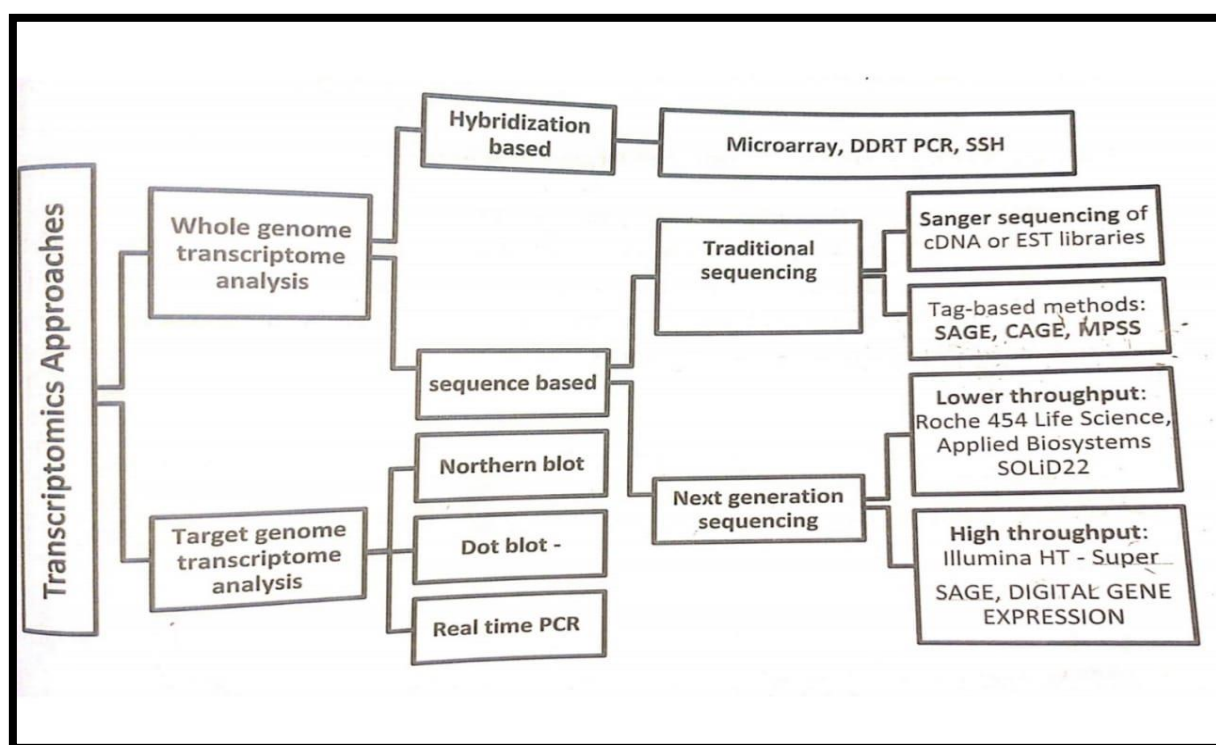 Transcriptomics Approaches
Whole genome
transcriptome
analysis
Hybridization
based
Microarray, DDRT PCR, SSH
sequence based
Traditional
sequencing
Sanger sequencing of
cDNA or EST libraries
Tag-based methods:
SAGE, CAGE, MPSS
Next generation
sequencing
Lower throughput:
Roche 454 Life Science,
Applied Biosystems
SOLiD22
High throughput:
Illumina HT - Super
SAGE, DIGITAL GENE
EXPRESSION
Target genome
transcriptome
analysis
Northern blot
Dot blot -
Real time PCR